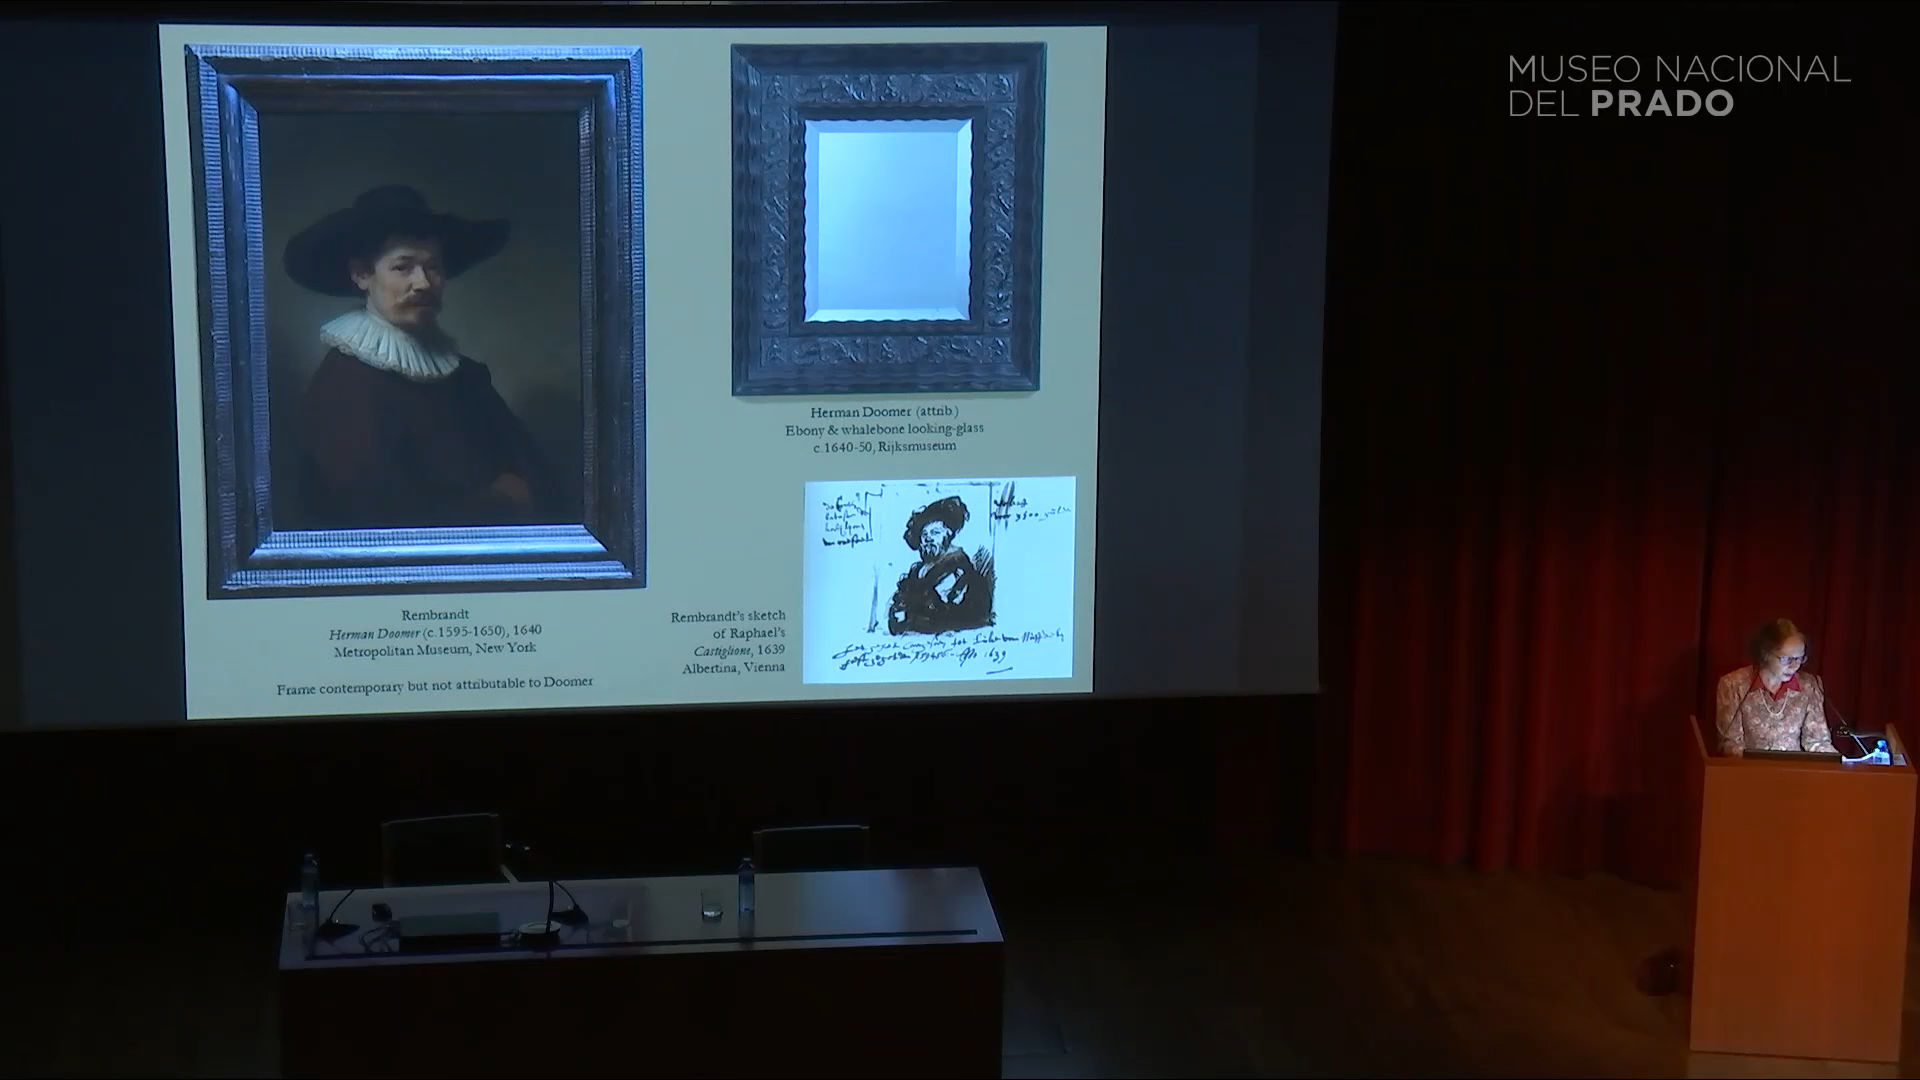 MUSEO NACIONAL
DEL PRADO
Rembrandt
Herman Doomer (c.1595-1650), 1640
Metropolitan Museum, New York
Frame contemporary but not attributable to Doomer
Herman Doomer (attrib.)
Ebony & whalebone looking-glass
c.1640-50, Rijksmuseum
Rembrandt's sketch
of Raphael's
Castiglione, 1639
Albertina, Vienna
1639